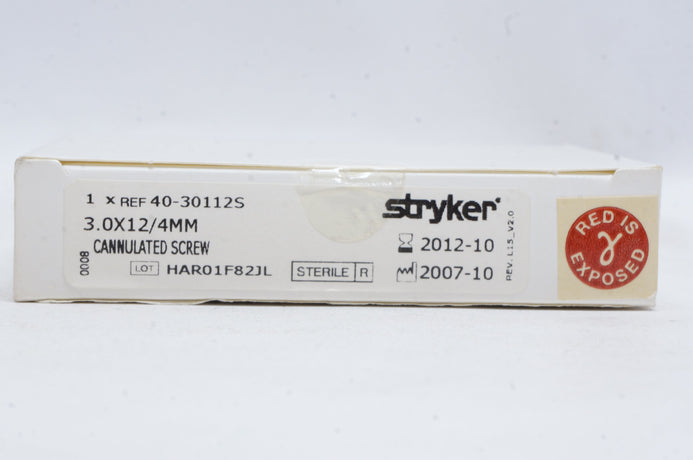 1 x REF 40-30112S
3.0X12/4MM
CANNULATED SCREW
0008
LOT HAR01F82JL
STERILE R
stryker
2012-10
2007-10
REV. L15_V2.0
RED IS
γ
EXPOSED